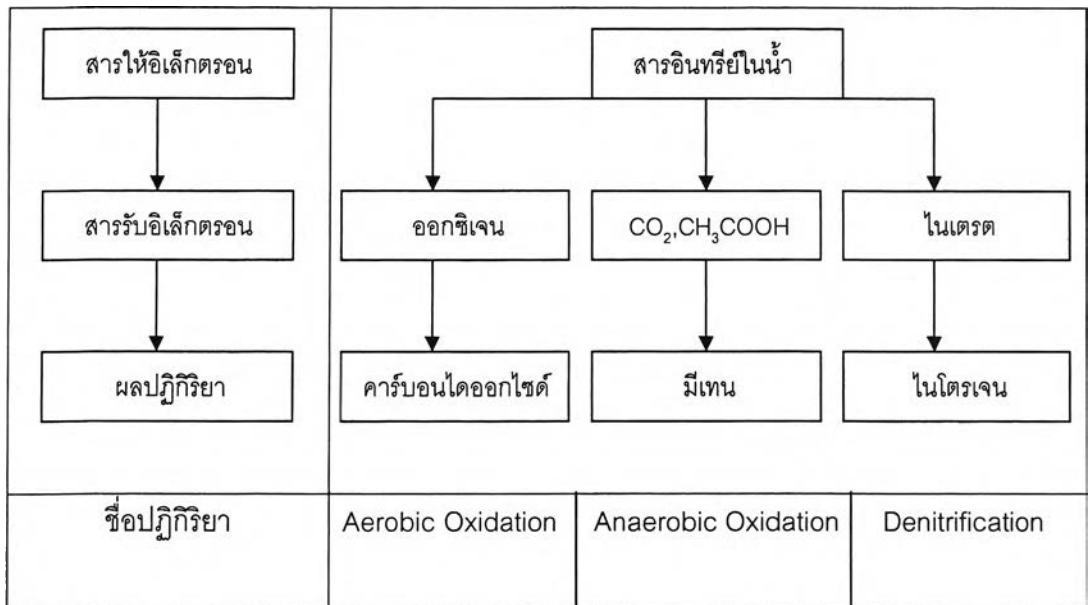 สารให้อิเล็กตรอน
สารอินทรีย์ในน้ำ
สารรับอิเล็กตรอน
ออกซิเจน
CO₂,CH₃COOH
ไนเตรต
ผลปฏิกิริยา
คาร์บอนไดออกไซด์
มีเทน
ไนโตรเจน
ชื่อปฏิกิริยา
Aerobic Oxidation
Anaerobic Oxidation
Denitrification